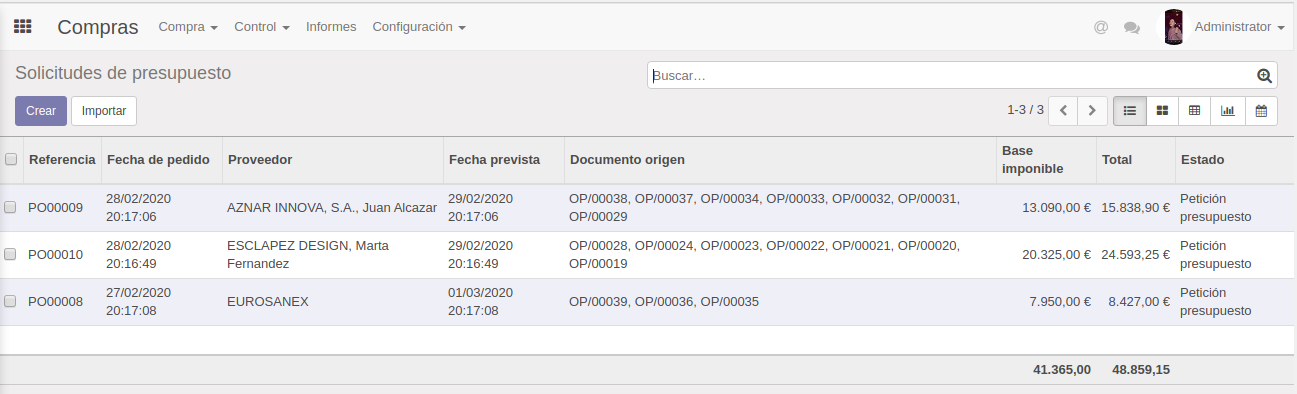 Compras Compra Control Informes Configuración @ Administrator
Solicitudes de presupuesto
Buscar…
Crear Importar
1-3 / 3
Referencia Fecha de pedido Proveedor Fecha prevista Documento origen Base imponible Total Estado
PO00009 28/02/2020 20:17:06 AZNAR INNOVA, S.A., Juan Alcazar 29/02/2020 20:17:06 OP/00038, OP/00037, OP/00034, OP/00033, OP/00032, OP/00031, OP/00029 13.090,00 € 15.838,90 € Petición presupuesto
PO00010 28/02/2020 20:16:49 ESCLAPEZ DESIGN, Marta Fernandez 29/02/2020 20:16:49 OP/00028, OP/00024, OP/00023, OP/00022, OP/00021, OP/00020, OP/00019 20.325,00 € 24.593,25 € Petición presupuesto
PO00008 27/02/2020 20:17:08 EUROSANEX 01/03/2020 20:17:08 OP/00039, OP/00036, OP/00035 7.950,00 € 8.427,00 € Petición presupuesto
41.365,00 48.859,15